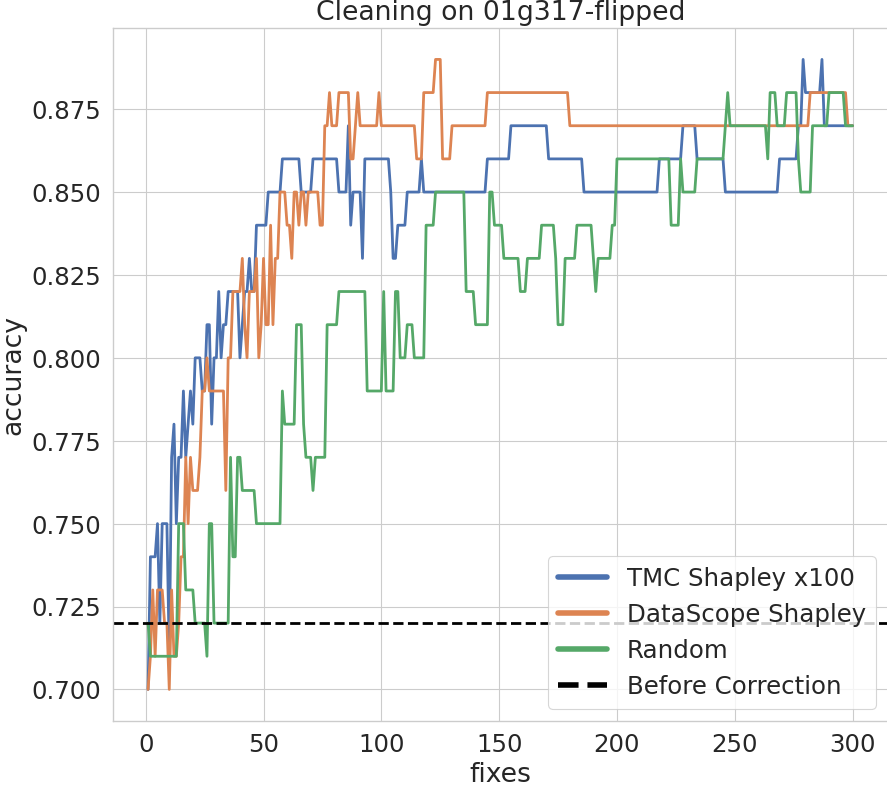 Cleaning on 01g317-flipped
accuracy
0.875
0.850
0.825
0.800
0.775
0.750
0.725
0.700
TMC Shapley x100
DataScope Shapley
Random
Before Correction
0 50 100 150 200 250 300
fixes